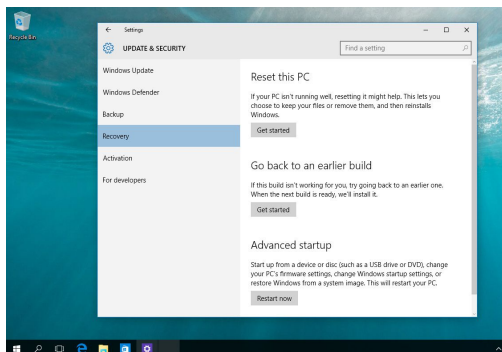 Recycle Bin
Settings
UPDATE & SECURITY
Find a setting
Windows Update
Windows Defender
Backup
Recovery
Activation
For developers
Reset this PC
If your PC isn't running well, resetting it might help. This lets you
choose to keep your files or remove them, and then reinstalls
Windows.
Get started
Go back to an earlier build
If this build isn't working for you, try going back to an earlier one.
When the next build is ready, we'll install it.
Get started
Advanced startup
Start up from a device or disc (such as a USB drive or DVD), change
your PC's firmware settings, change Windows startup settings, or
restore Windows from a system image. This will restart your PC.
Restart now